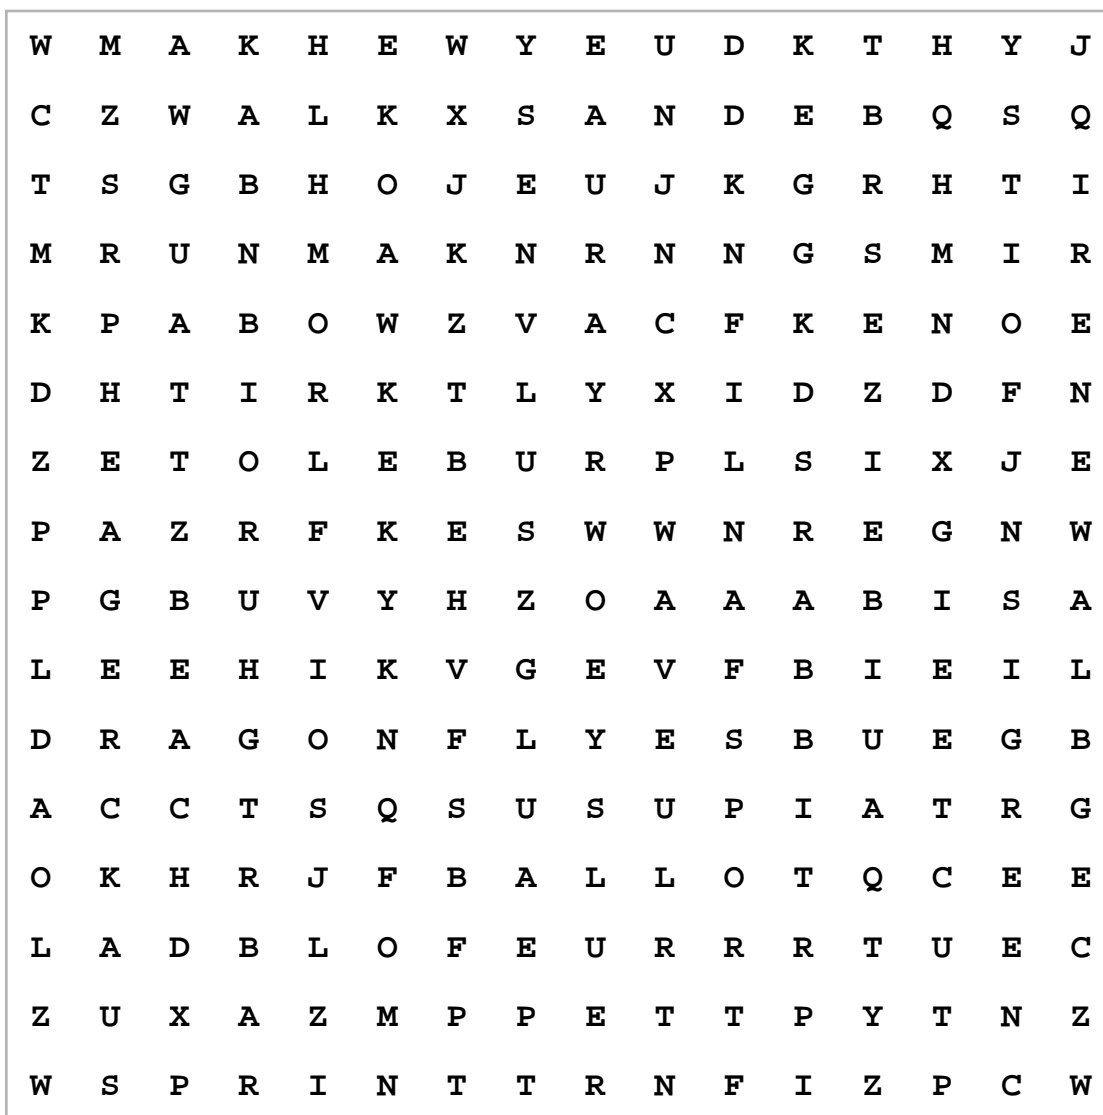 W M A K H E W Y E U D K T H Y J
C Z W A L K X S A N D E B Q S Q
T S G B H O J E U J K G R H T I
M R U N M A K N R N N G S M I R
K P A B O W Z V A C F K E N O E
D H T I R K T L Y X I D Z D F N
Z E T O L E B U R P L S I X J E
P A Z R F K E S W W N R E G N W
P G B U V Y H Z O A A A B I S A
L E E H I K V G E V F B I E I L
D R A G O N F L Y E S B U E G B
A C C T S Q S U S U P I A T R G
O K H R J F B A L L O T Q C E E
L A D B L O F E U R R R T U E C
Z U X A Z M P P E T T P Y T N Z
W S P R I N T T R N F I Z P C W